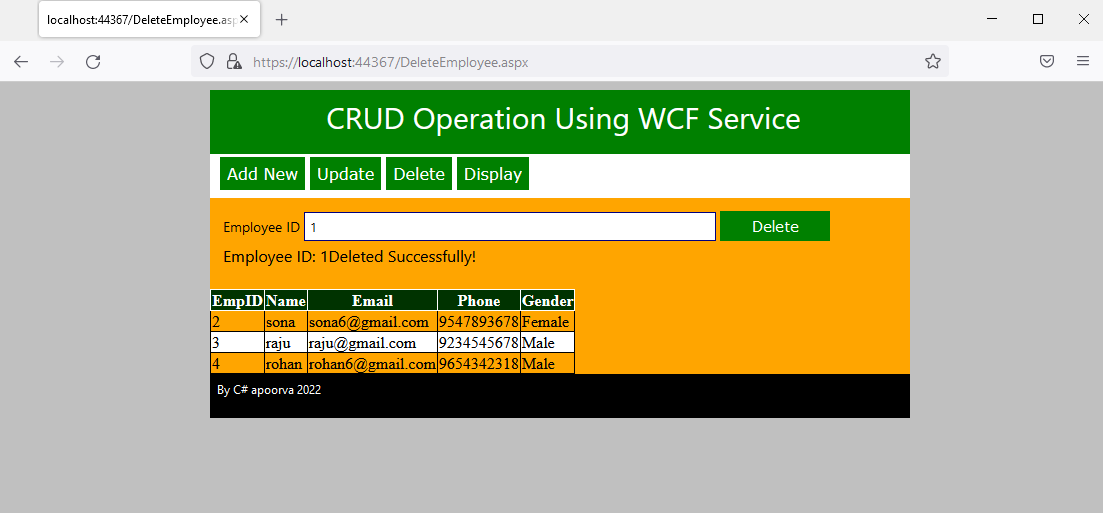 localhost:44367/DeleteEmployee.asp
https://localhost:44367/DeleteEmployee.aspx
CRUD Operation Using WCF Service
Add New Update Delete Display
Employee ID 1 Delete
Employee ID: 1Deleted Successfully!
EmpID Name Email Phone Gender
2 sona sona6@gmail.com 9547893678 Female
3 raju raju@gmail.com 9234545678 Male
4 rohan rohan6@gmail.com 9654342318 Male
By C# apoorva 2022